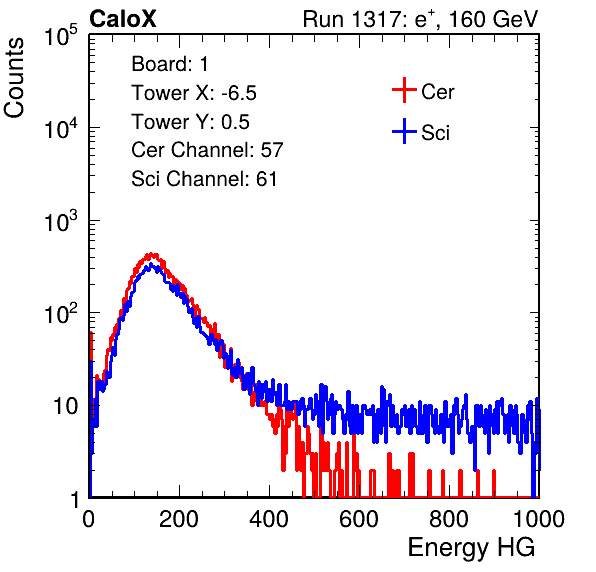 CaloX Run 1317: e⁺, 160 GeV
Counts
10⁵
10⁴
10³
10²
10
1
Board: 1
Tower X: -6.5
Tower Y: 0.5
Cer Channel: 57
Sci Channel: 61
Cer
Sci
0 200 400 600 800 1000
Energy HG